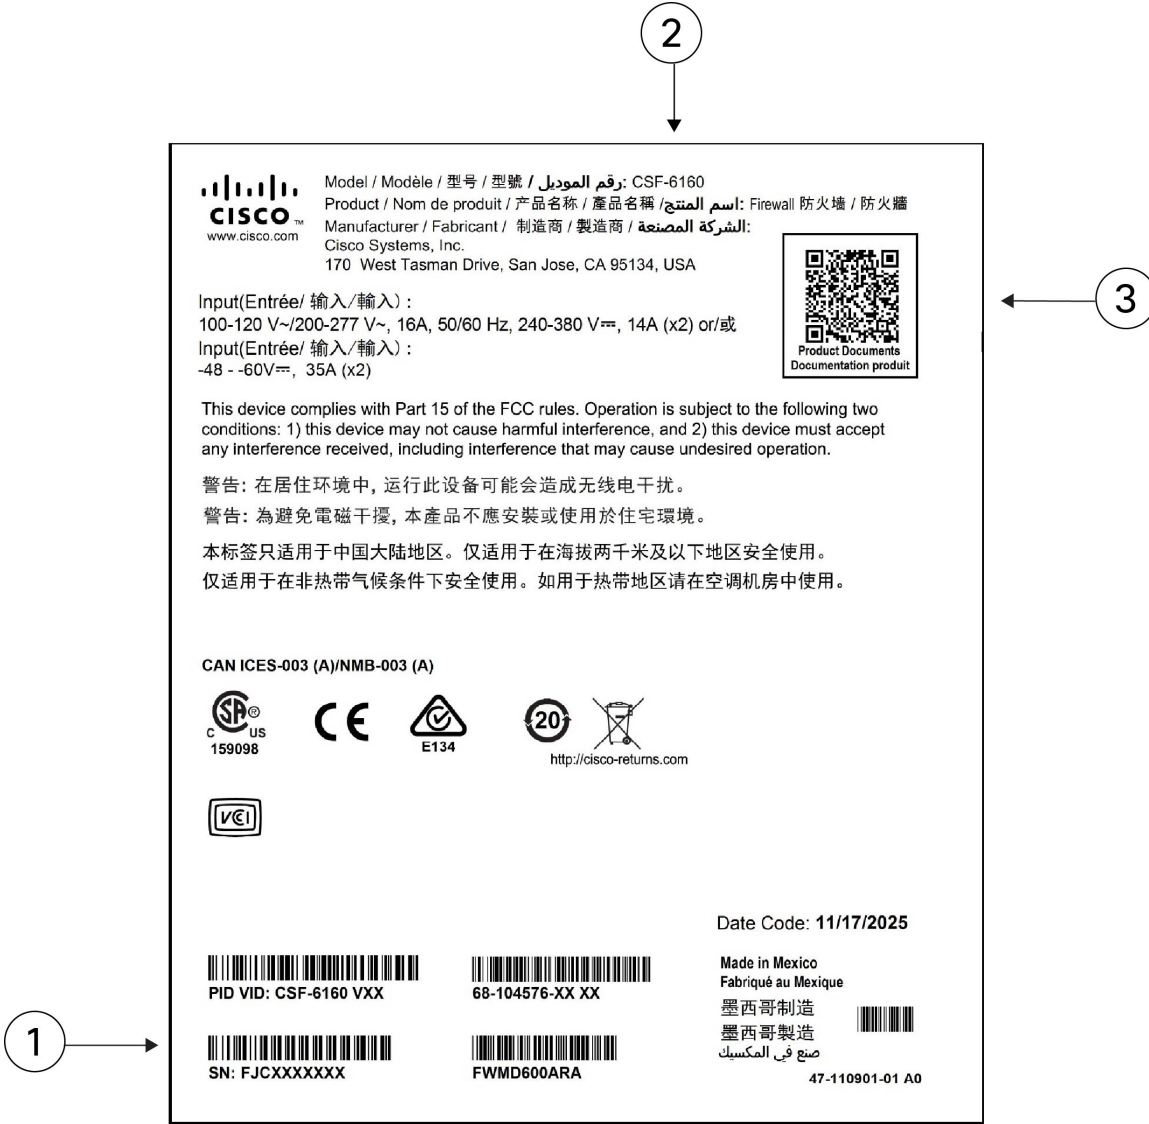 2
CISCO™
www.cisco.com
Model / Modèle / 型号 / 型號 / رقم الموديل: CSF-6160
Product / Nom de produit / 产品名称 / 產品名稱 /اسم المنتج: Firewall 防火墙 / 防火牆
Manufacturer / Fabricant / 制造商 / 製造商 / الشركة المصنعة:
Cisco Systems, Inc.
170 West Tasman Drive, San Jose, CA 95134, USA
Product Documents
Documentation produit
3
Input(Entrée/ 输入/輸入) :
100-120 V~/200-277 V~, 16A, 50/60 Hz, 240-380 V⎓, 14A (x2) or/或
Input(Entrée/ 输入/輸入) :
-48 - -60V⎓, 35A (x2)
This device complies with Part 15 of the FCC rules. Operation is subject to the following two
conditions: 1) this device may not cause harmful interference, and 2) this device must accept
any interference received, including interference that may cause undesired operation.
警告: 在居住环境中, 运行此设备可能会造成无线电干扰。
警告: 為避免電磁干擾, 本產品不應安裝或使用於住宅環境。
本标签只适用于中国大陆地区。仅适用于在海拔两千米及以下地区安全使用。
仅适用于在非热带气候条件下安全使用。如用于热带地区请在空调机房中使用。
CAN ICES-003 (A)/NMB-003 (A)
SA®
C US
159098
CE
E134
20
http://cisco-returns.com
VCI
Date Code: 11/17/2025
PID VID: CSF-6160 VXX
68-104576-XX XX
Made in Mexico
Fabriqué au Mexique
墨西哥制造
墨西哥製造
صنع في المكسيك
1
SN: FJCXXXXXXX
FWMD600ARA
47-110901-01 A0